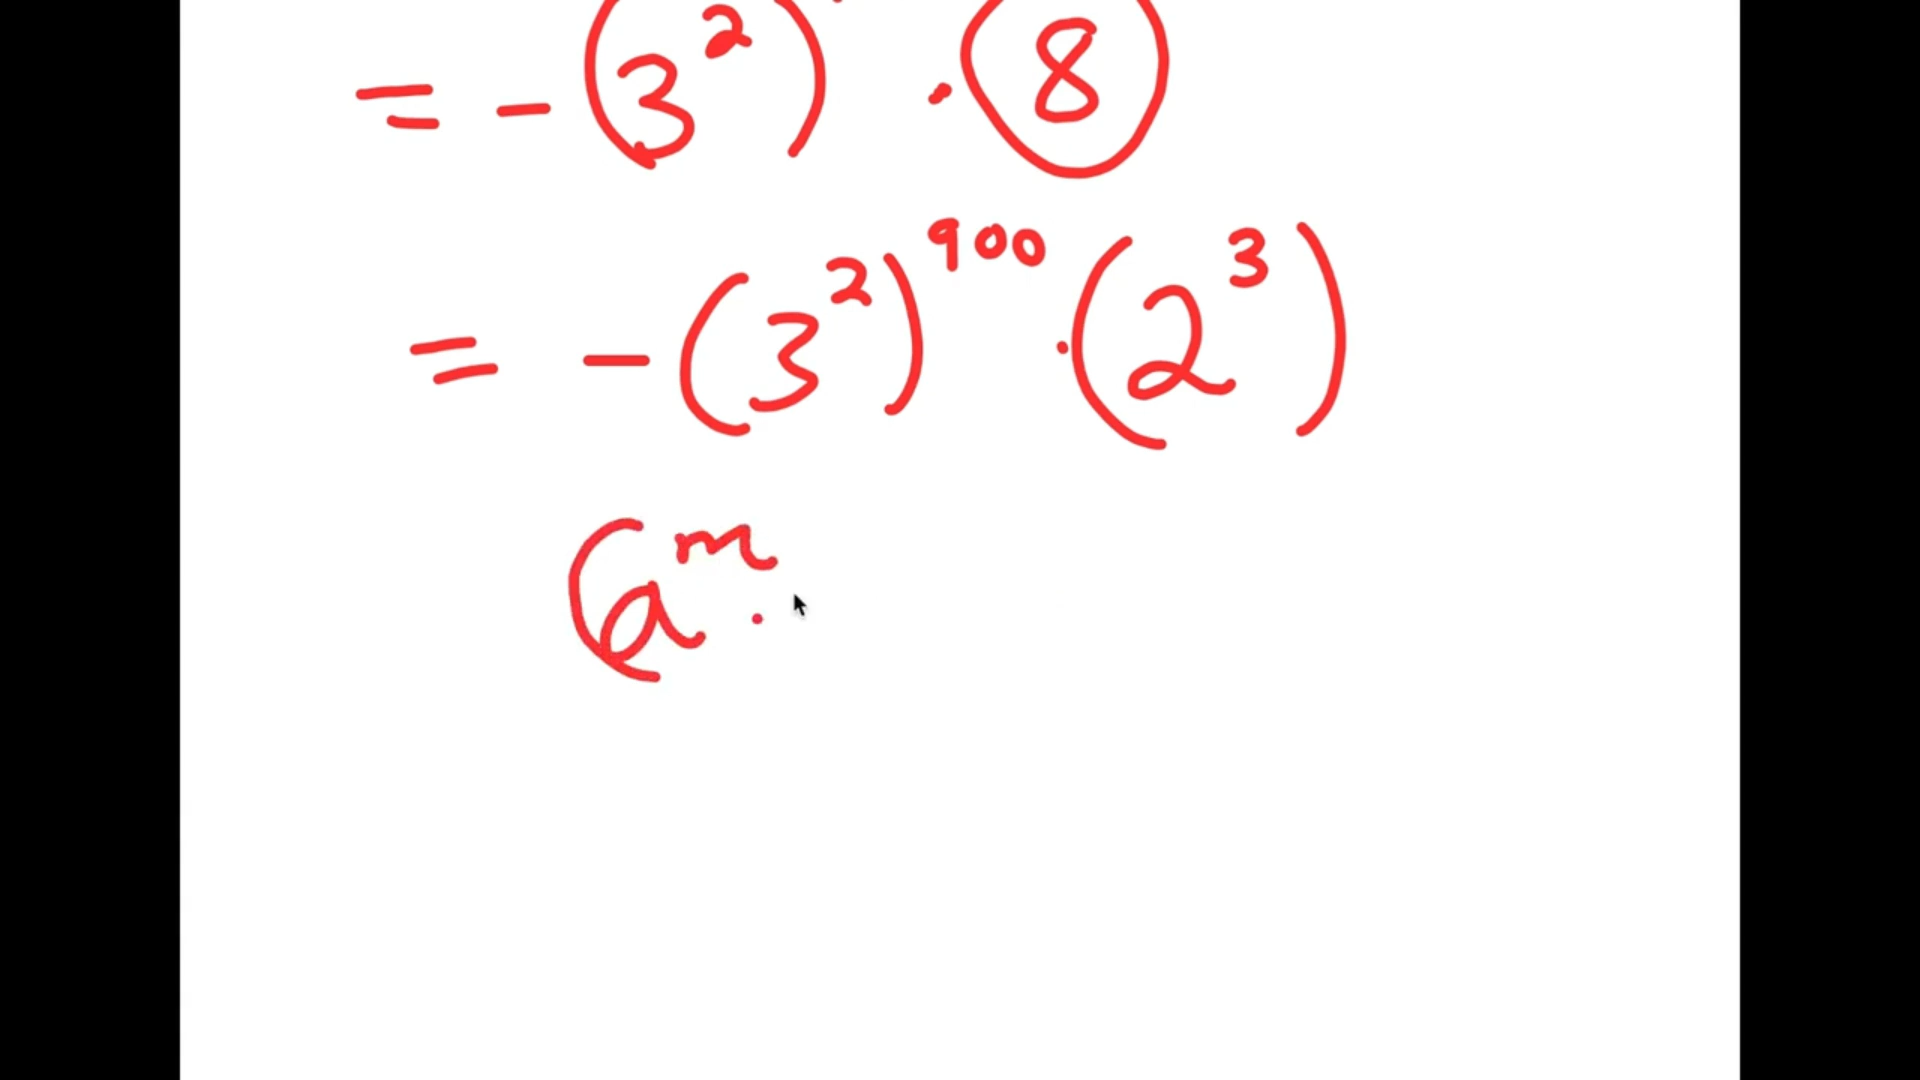 = - (3²) · 8
= - (3²)⁹⁰⁰ · (2³)
(aᵐ ·